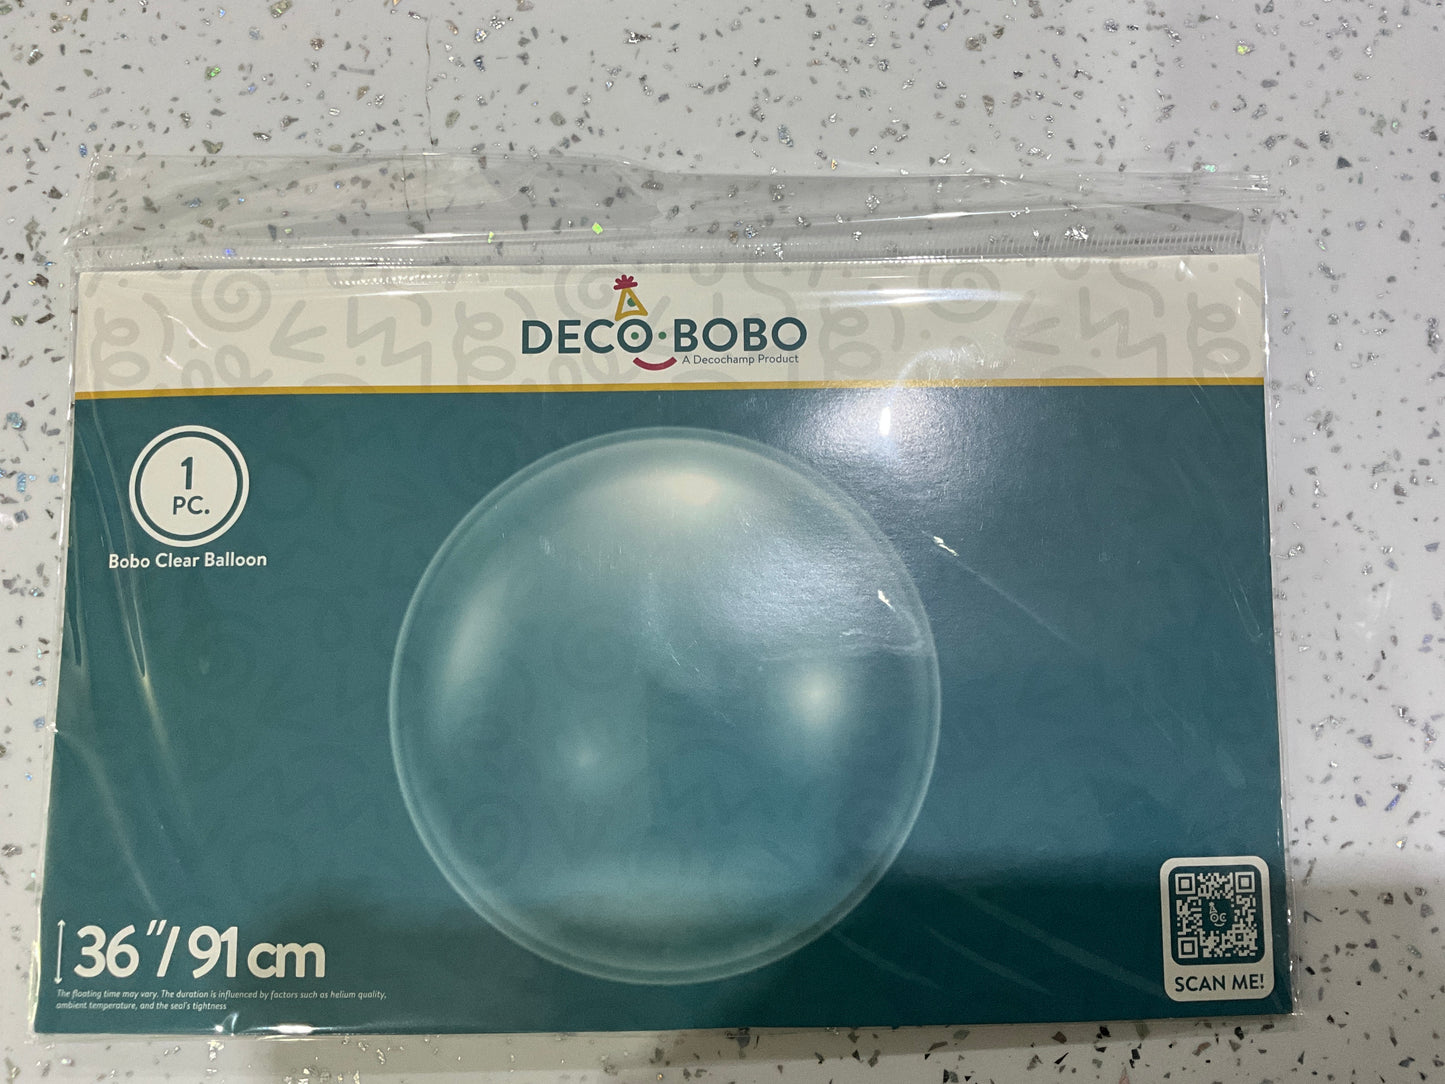 DECO·BOBO
A Decochamp Product
1
PC.
Bobo Clear Balloon
36"/91cm
The floating time may vary. The duration is influenced by factors such as helium quality,
ambient temperature, and the seal's tightness
SCAN ME!